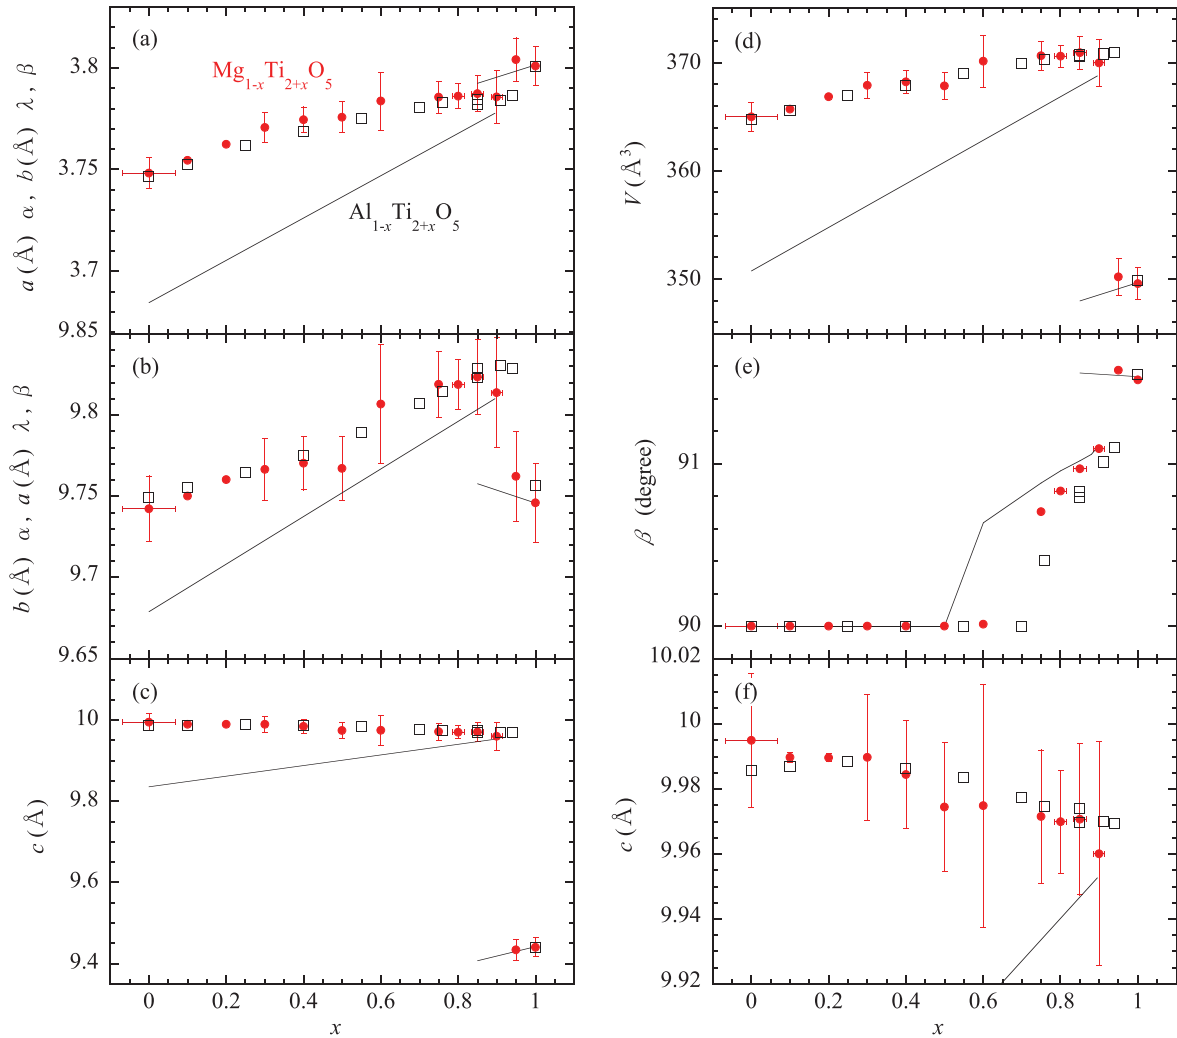 (a)
Mg1-xTi2+xO5
Al1-xTi2+xO5
3.8
3.75
3.7
9.85
a (Å) α , b (Å) λ , β
(b)
9.8
9.75
9.7
9.65
b (Å) α , a (Å) λ , β
(c)
10
9.8
9.6
9.4
c (Å)
0 0.2 0.4 0.6 0.8 1
x
(d)
370
360
350
V (Å3)
(e)
91
90
10.02
β (degree)
(f)
10
9.98
9.96
9.94
9.92
c (Å)
0 0.2 0.4 0.6 0.8 1
x